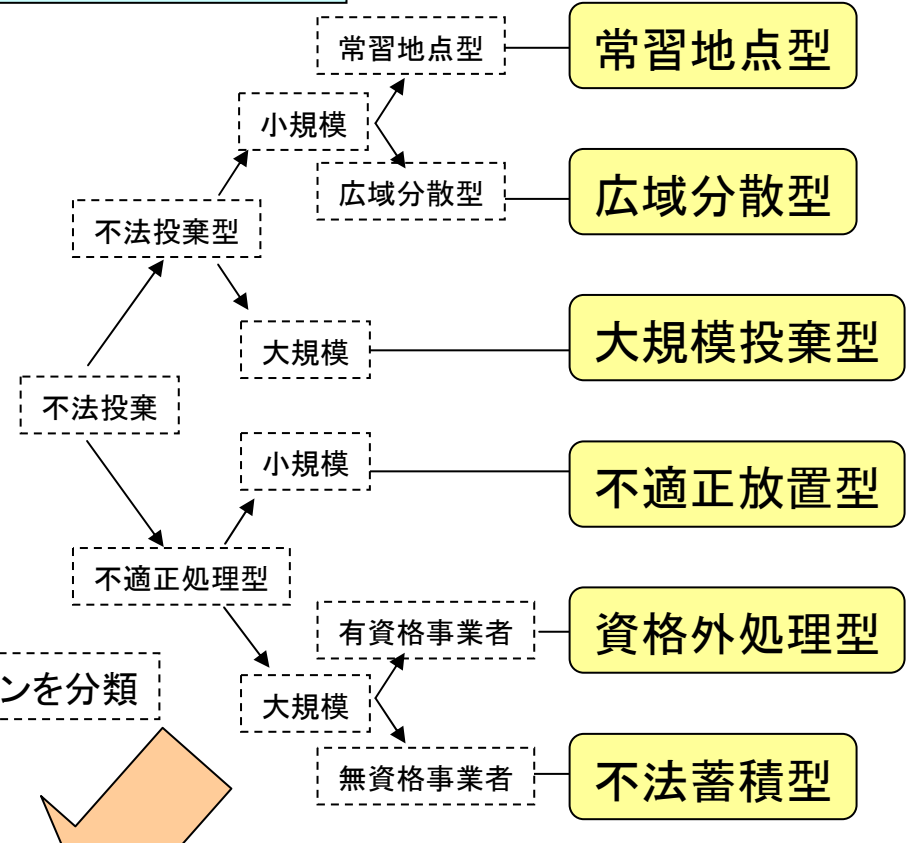 常習地点型
常習地点型
小規模
広域分散型
広域分散型
不法投棄型
大規模
大規模投棄型
不法投棄
小規模
不適正放置型
不適正処理型
有資格事業者
資格外処理型
ンを分類
大規模
無資格事業者
不法蓄積型